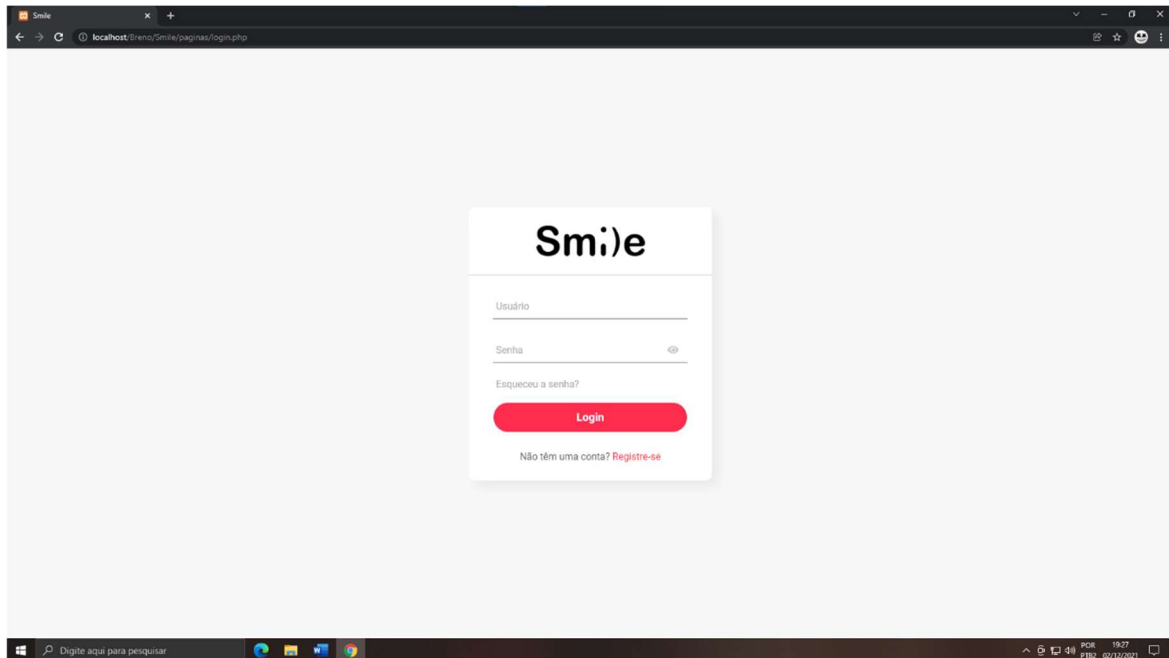 Smile
localhost/Breno/Smile/paginas/login.php
Smi)e
Usuário
Senha
Esqueceu a senha?
Login
Não têm uma conta? Registre-se
Digite aqui para pesquisar
POR 19:27
PTB2 02/12/2021